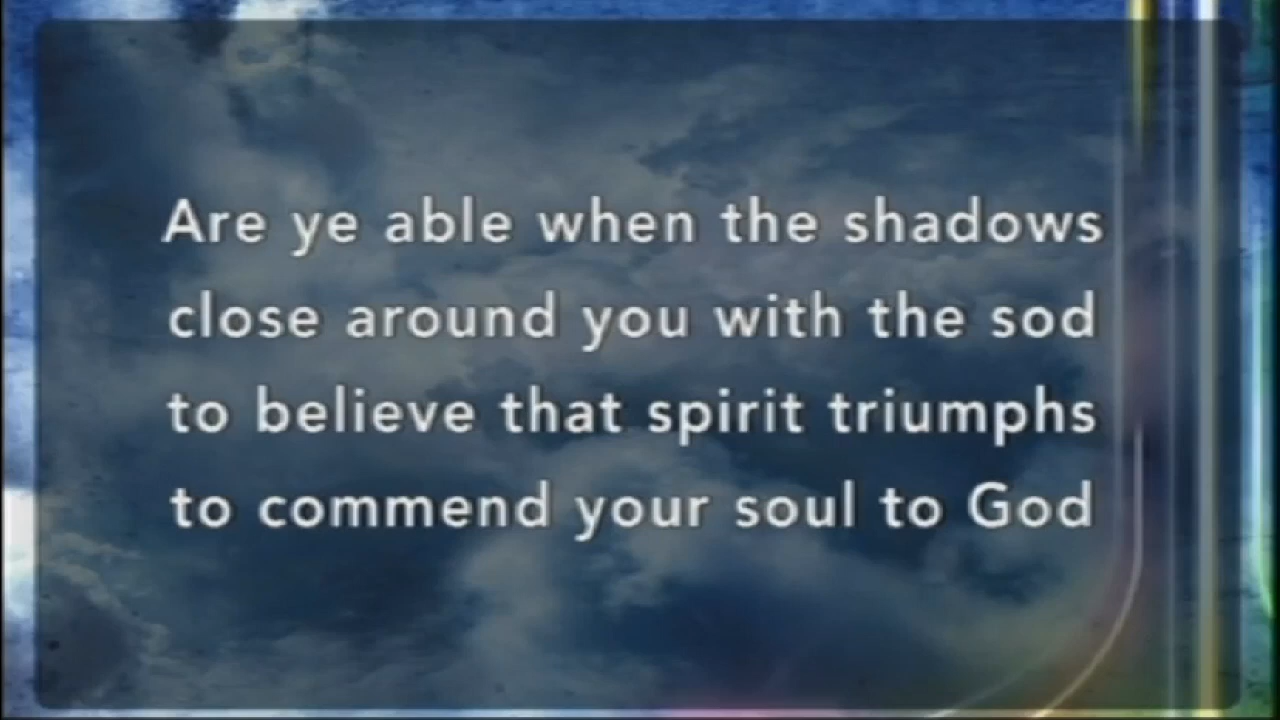 Are ye able when the shadows
close around you with the sod
to believe that spirit triumphs
to commend your soul to God